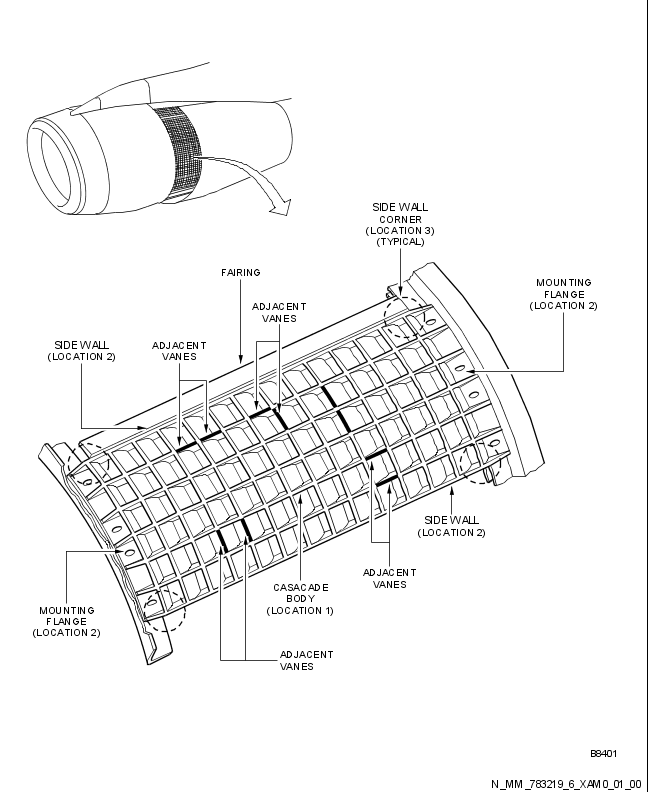 SIDE WALL
CORNER
(LOCATION 3)
(TYPICAL)
FAIRING
MOUNTING
FLANGE
(LOCATION 2)
ADJACENT
VANES
SIDE WALL
(LOCATION 2)
ADJACENT
VANES
SIDE WALL
(LOCATION 2)
ADJACENT
VANES
CASACADE
BODY
(LOCATION 1)
MOUNTING
FLANGE
(LOCATION 2)
ADJACENT
VANES
B8401
N_MM_783219_6_XAM0_01_00